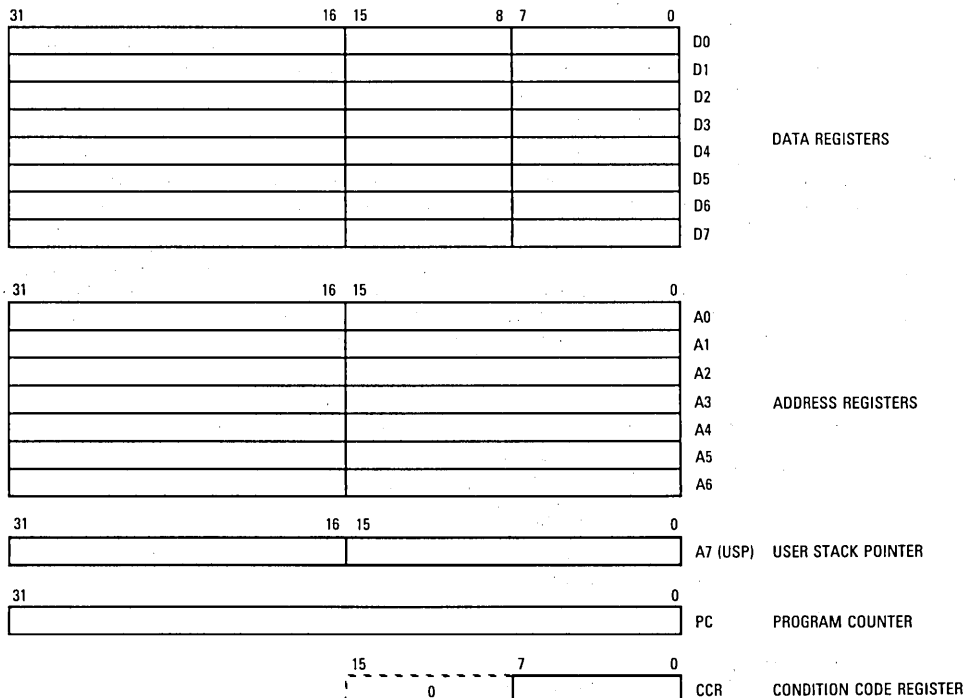 31 16 15 8 7 0
D0
D1
D2
D3
D4
D5
D6
D7
DATA REGISTERS
31 16 15 0
A0
A1
A2
A3
A4
A5
A6
ADDRESS REGISTERS
31 16 15 0
A7 (USP) USER STACK POINTER
31 0
PC PROGRAM COUNTER
15 7 0
0 CCR CONDITION CODE REGISTER